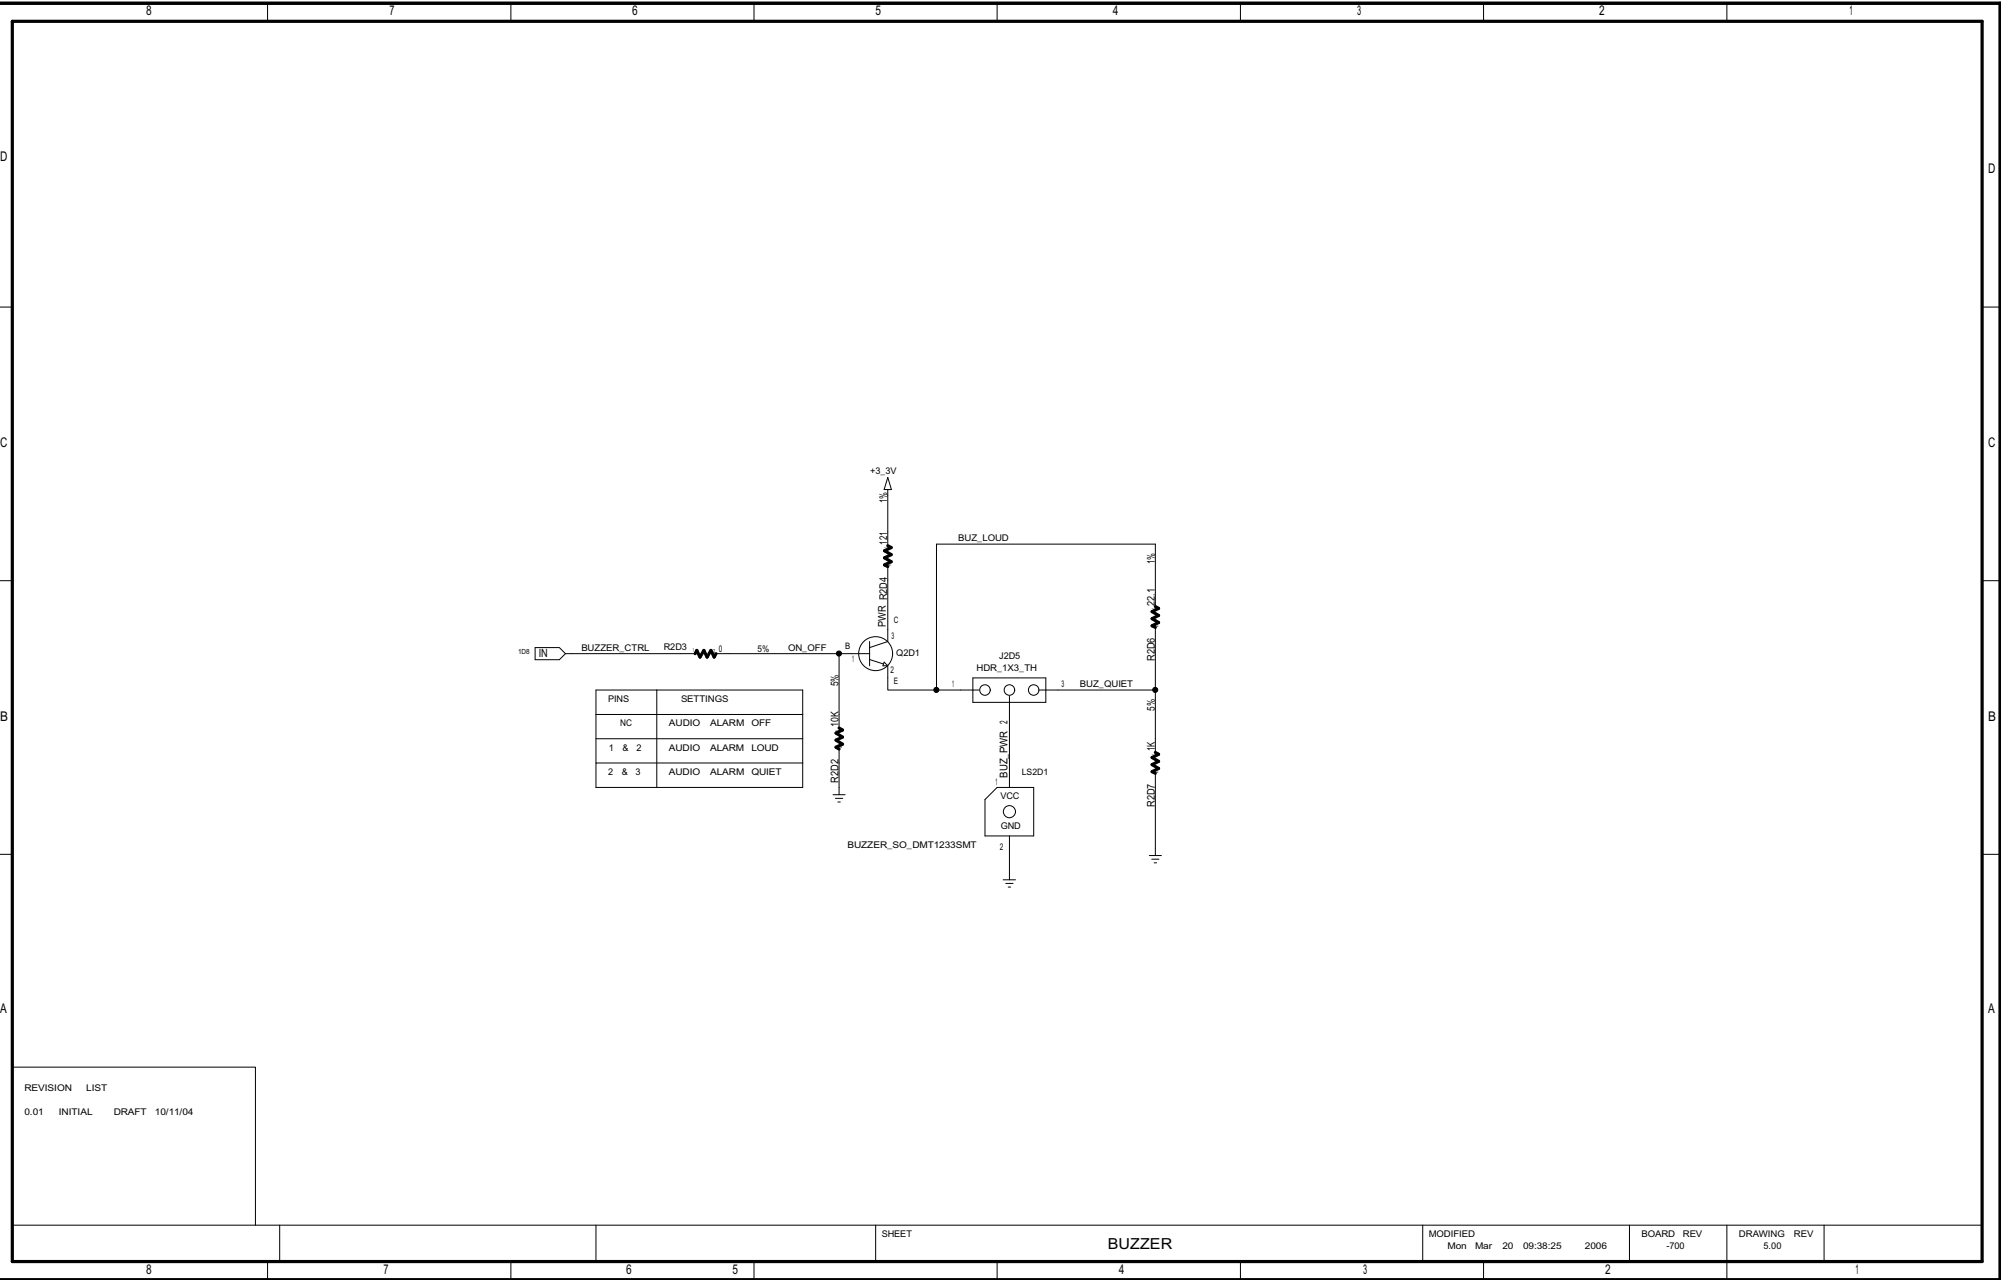 8 7 6 5 4 3 2 1
D D
C C
B B
A A
+3_3V
1%
121
R2D4
PWR
C
3
BUZ_LOUD
1%
22.1
R2D6
1D8 IN BUZZER_CTRL R2D3 0 5% ON_OFF B
1
Q2D1
2
E
J2D5
HDR_1X3_TH
1 3 BUZ_QUIET
5%
10K
R2D2
5%
1K
R2D7
2
BUZ_PWR
1
LS2D1
VCC
GND
BUZZER_SO_DMT1233SMT 2
PINS SETTINGS
NC AUDIO ALARM OFF
1 & 2 AUDIO ALARM LOUD
2 & 3 AUDIO ALARM QUIET
REVISION LIST
0.01 INITIAL DRAFT 10/11/04
SHEET
BUZZER
MODIFIED
Mon Mar 20 09:38:25 2006
BOARD REV
-700
DRAWING REV
5.00
8 7 6 5 4 3 2 1